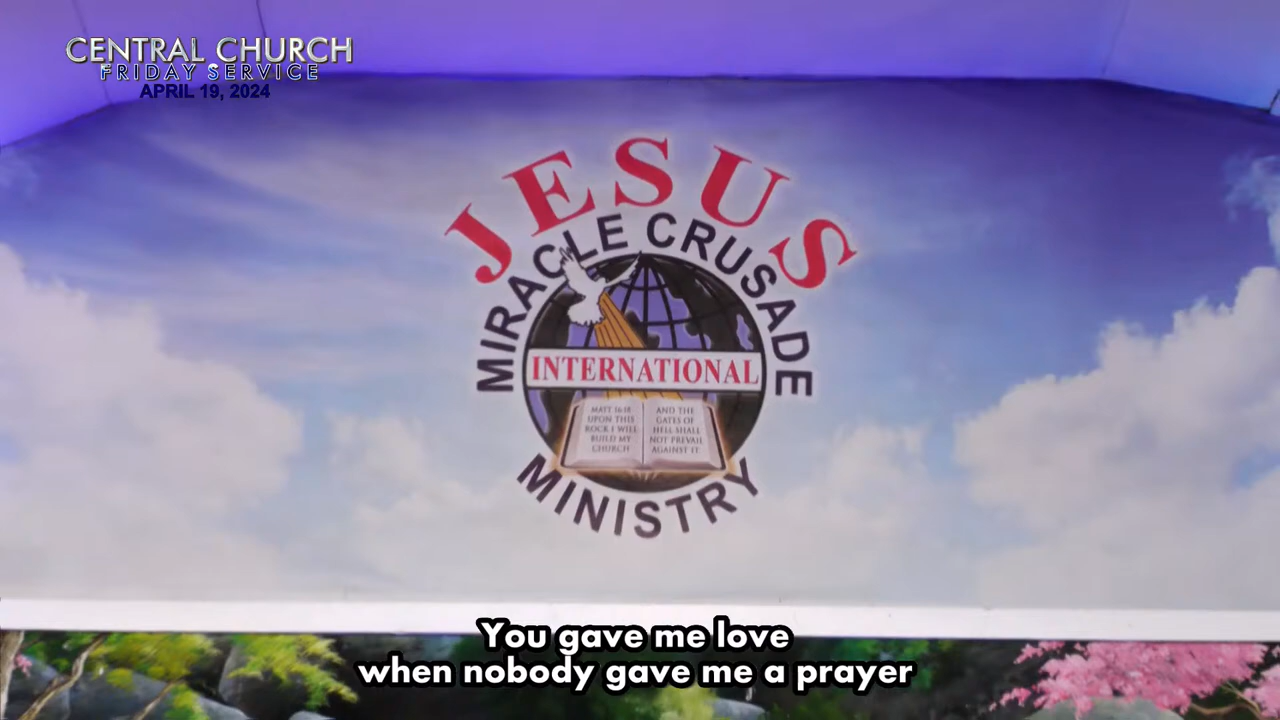 CENTRAL CHURCH
FRIDAY SERVICE
APRIL 19, 2024
JESUS
MIRACLE CRUSADE
INTERNATIONAL
MATT 16:18
UPON THIS
ROCK I WILL
BUILD MY
CHURCH
AND THE
GATES OF
HELL SHALL
NOT PREVAIL
AGAINST IT
MINISTRY
You gave me love
when nobody gave me a prayer